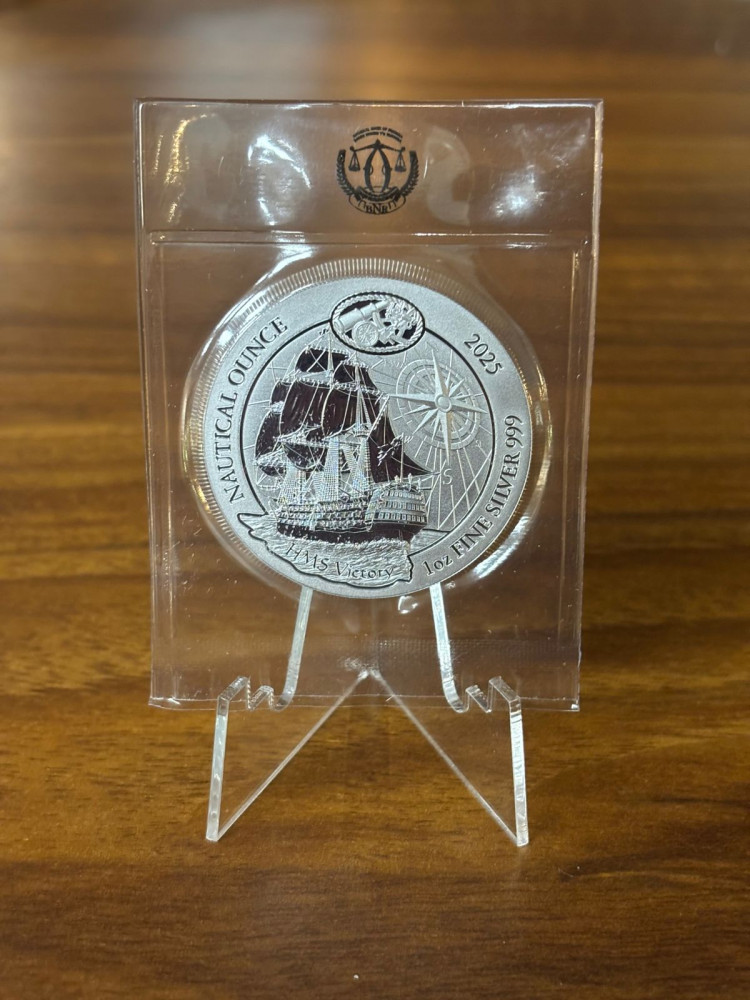 NAUTICAL OUNCE
2025
1oz FINE SILVER 999
N
W
S
HMS Victory